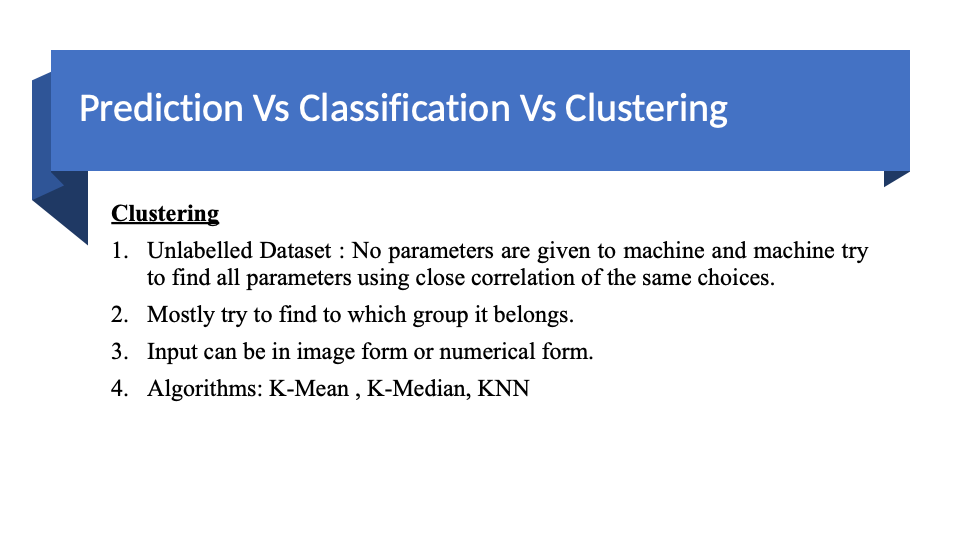 Prediction Vs Classification Vs Clustering
Clustering
1. Unlabelled Dataset : No parameters are given to machine and machine try
to find all parameters using close correlation of the same choices.
2. Mostly try to find to which group it belongs.
3. Input can be in image form or numerical form.
4. Algorithms: K-Mean , K-Median, KNN